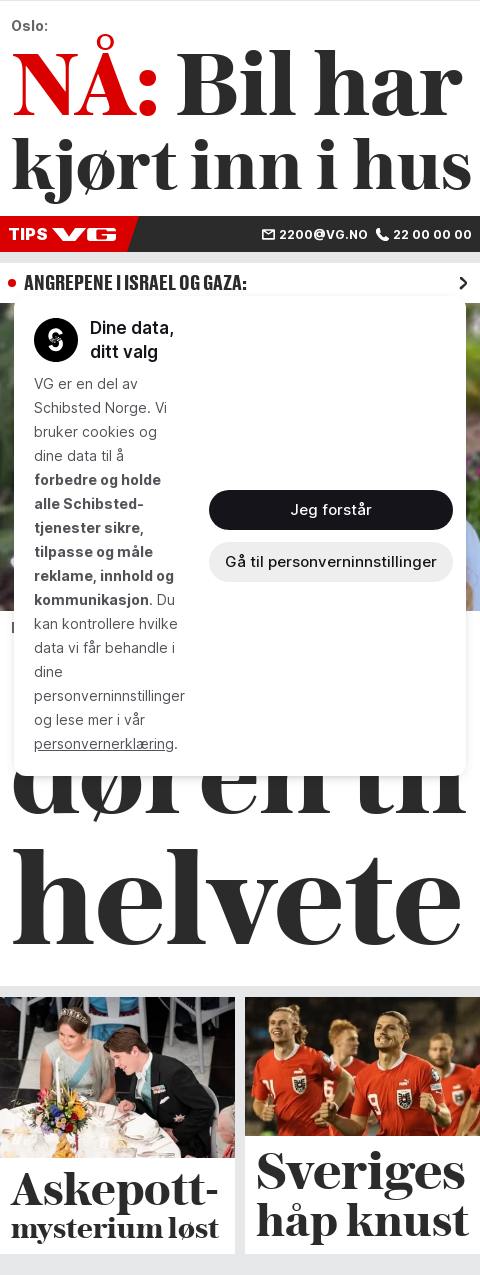 Oslo:
NÅ: Bil har
kjørt inn i hus
TIPS VG
2200@VG.NO 22 00 00 00
ANGREPENE I ISRAEL OG GAZA:
Dine data,
ditt valg
VG er en del av
Schibsted Norge. Vi
bruker cookies og
dine data til å
forbedre og holde
alle Schibsted-
tjenester sikre,
tilpasse og måle
reklame, innhold og
kommunikasjon. Du
kan kontrollere hvilke
data vi får behandle i
dine
personverninnstillinger
og lese mer i vår
personvernerklæring.
Jeg forstår
Gå til personverninnstillinger
døren til
helvete
Askepott-
mysterium løst
Sveriges
håp knust